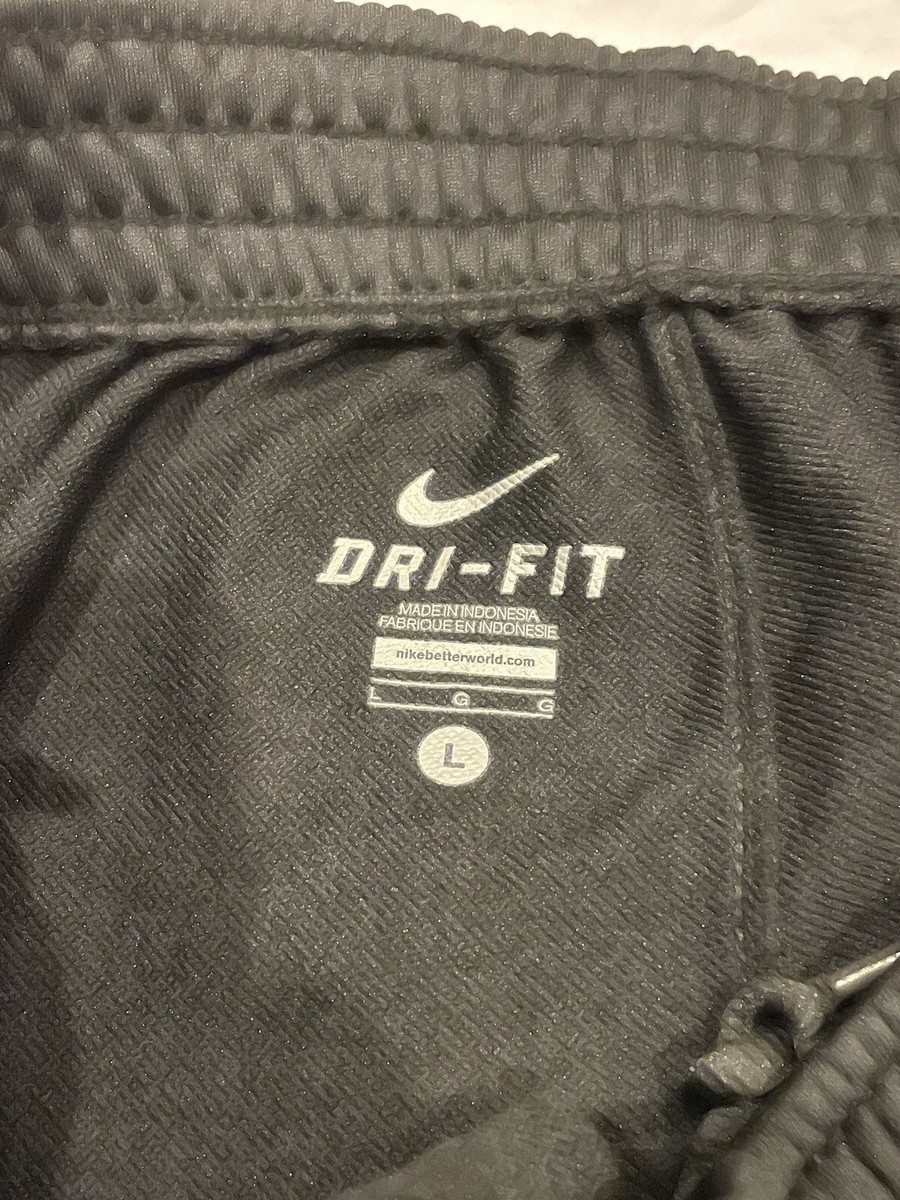 DRI-FIT
MADE IN INDONESIA
FABRIQUE EN INDONESIE
nikebetterworld.com
L G G
L